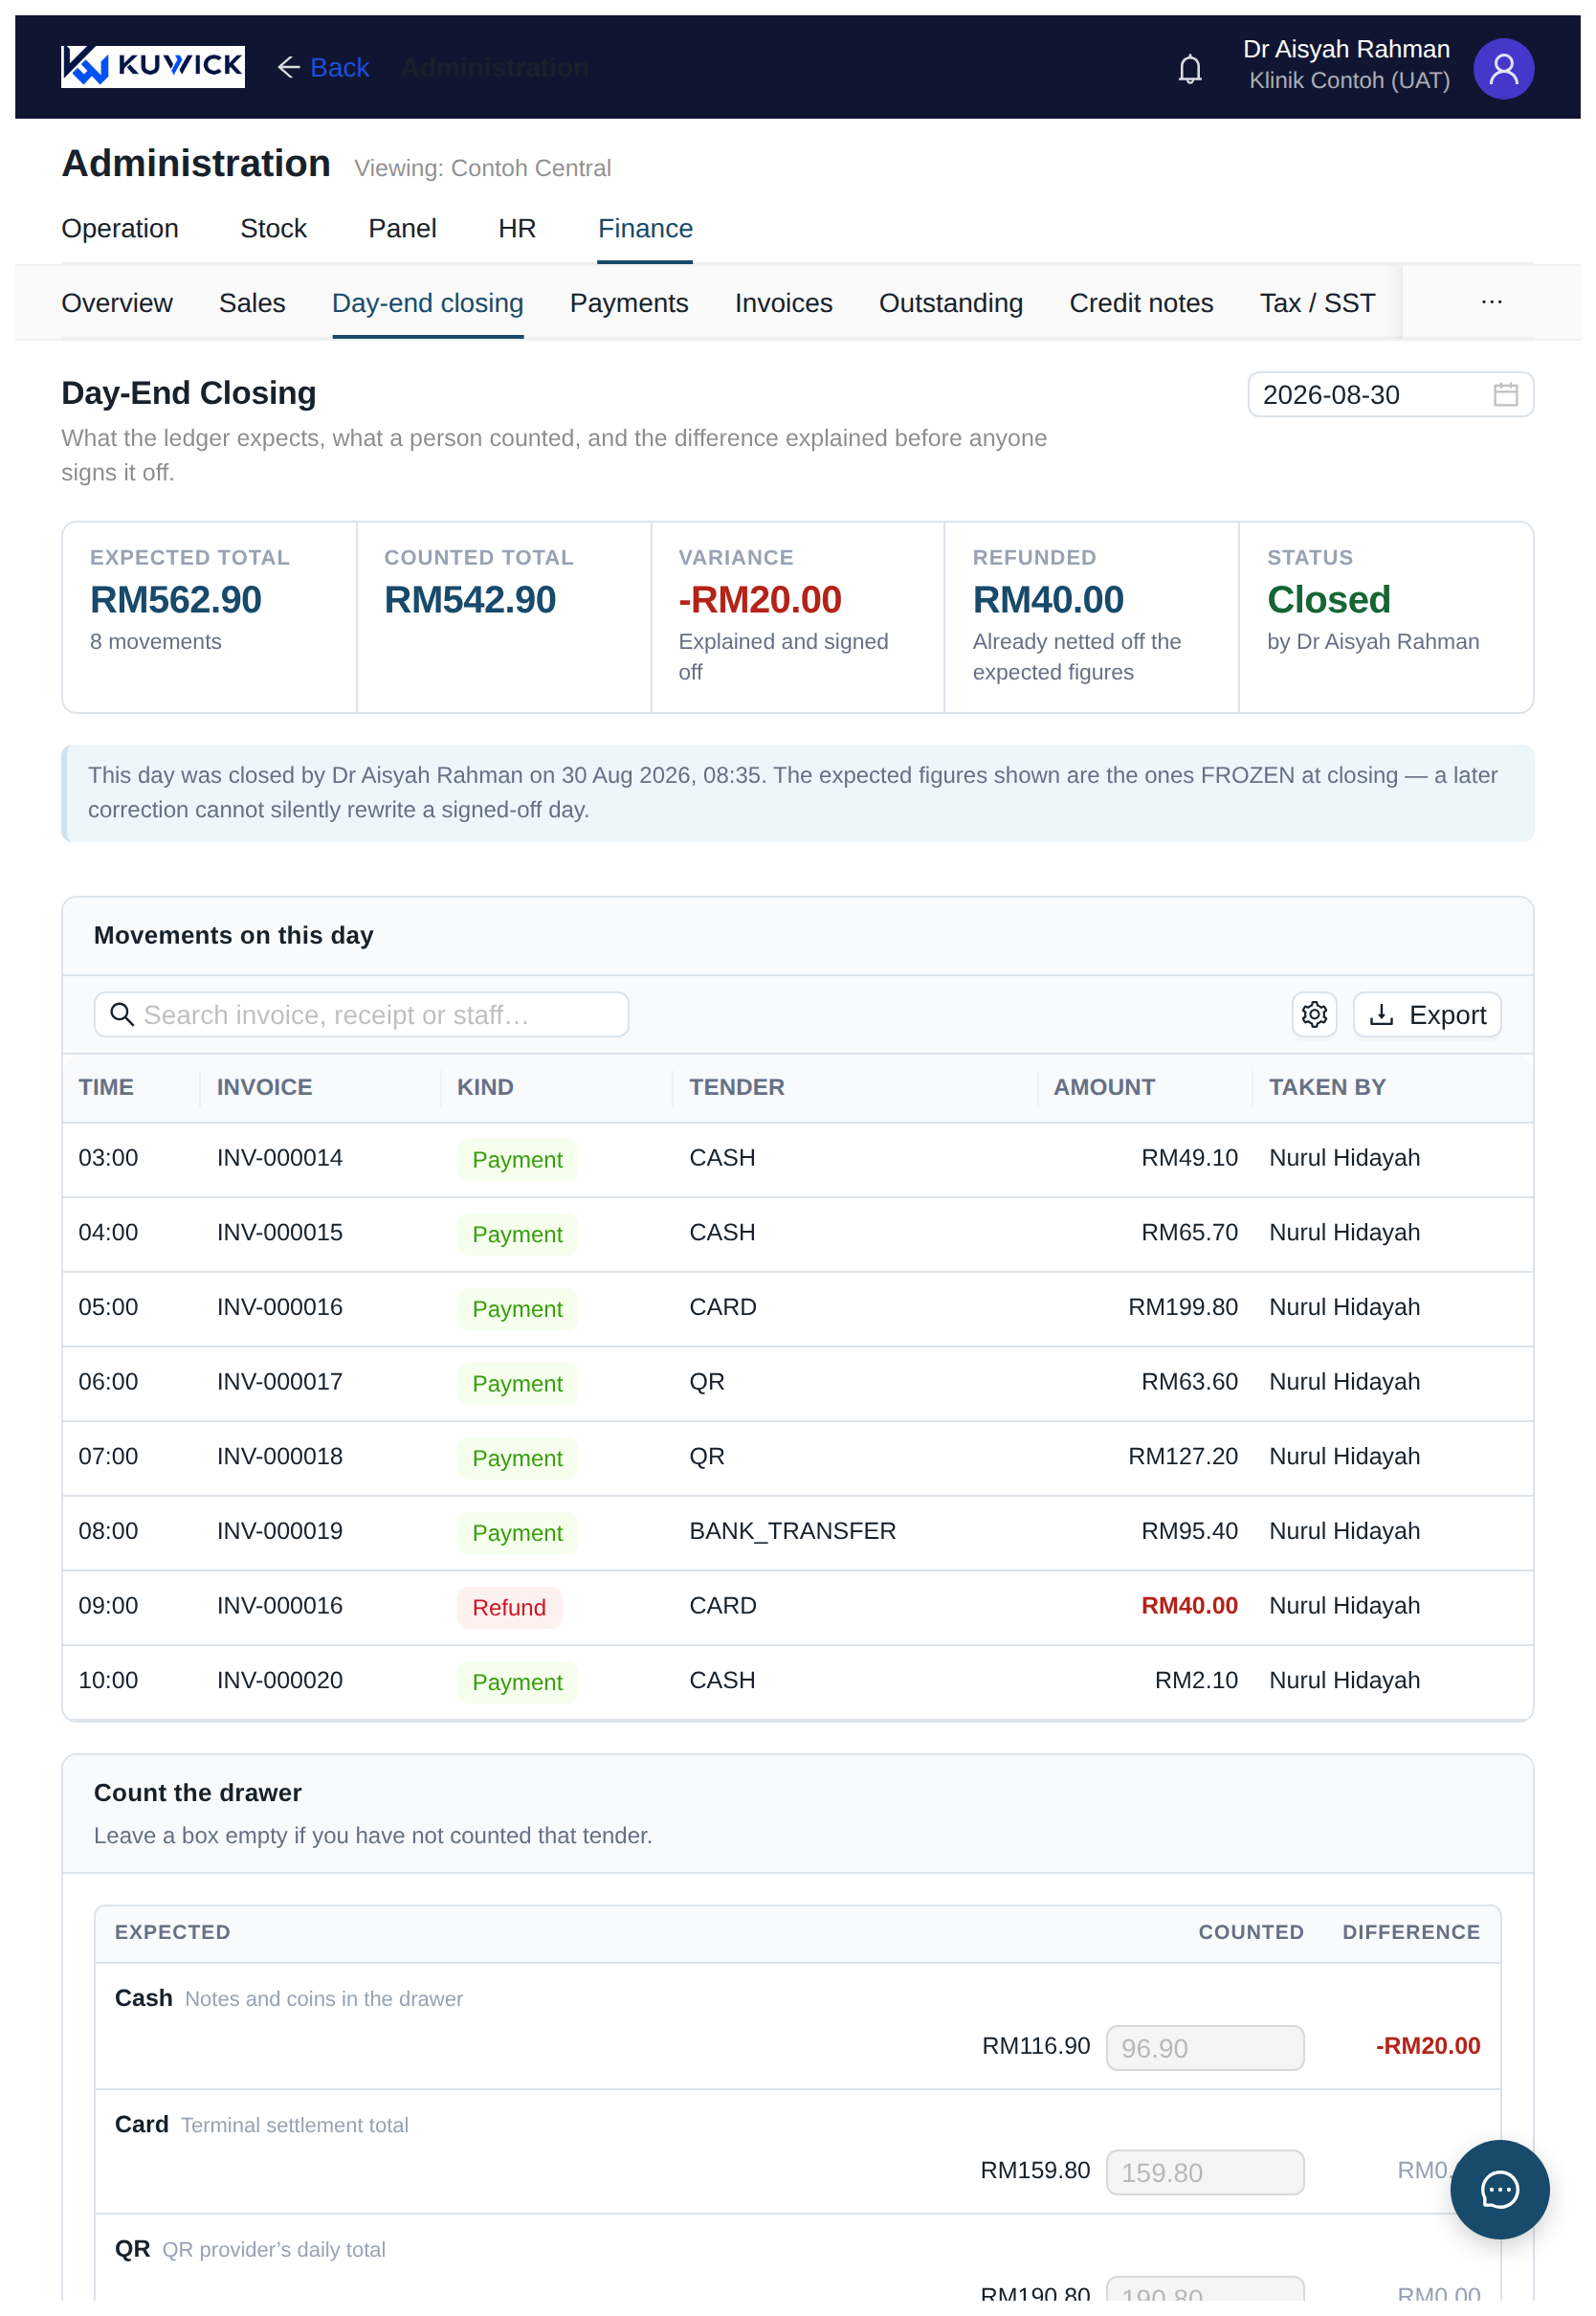 KUWICK
Back
Administration
Dr Aisyah Rahman
Klinik Contoh (UAT)
Administration
Viewing: Contoh Central
Operation
Stock
Panel
HR
Finance
Overview
Sales
Day-end closing
Payments
Invoices
Outstanding
Credit notes
Tax / SST
···
Day-End Closing
2026-08-30
What the ledger expects, what a person counted, and the difference explained before anyone
signs it off.
EXPECTED TOTAL
RM562.90
8 movements
COUNTED TOTAL
RM542.90
VARIANCE
-RM20.00
Explained and signed
off
REFUNDED
RM40.00
Already netted off the
expected figures
STATUS
Closed
by Dr Aisyah Rahman
This day was closed by Dr Aisyah Rahman on 30 Aug 2026, 08:35. The expected figures shown are the ones FROZEN at closing — a later
correction cannot silently rewrite a signed-off day.
Movements on this day
Search invoice, receipt or staff…
Export
TIME INVOICE KIND TENDER AMOUNT TAKEN BY
03:00 INV-000014 Payment CASH RM49.10 Nurul Hidayah
04:00 INV-000015 Payment CASH RM65.70 Nurul Hidayah
05:00 INV-000016 Payment CARD RM199.80 Nurul Hidayah
06:00 INV-000017 Payment QR RM63.60 Nurul Hidayah
07:00 INV-000018 Payment QR RM127.20 Nurul Hidayah
08:00 INV-000019 Payment BANK_TRANSFER RM95.40 Nurul Hidayah
09:00 INV-000016 Refund CARD RM40.00 Nurul Hidayah
10:00 INV-000020 Payment CASH RM2.10 Nurul Hidayah
Count the drawer
Leave a box empty if you have not counted that tender.
EXPECTED COUNTED DIFFERENCE
Cash Notes and coins in the drawer
RM116.90 96.90 -RM20.00
Card Terminal settlement total
RM159.80 159.80 RM0.
QR QR provider’s daily total
RM190.80 190.80 RM0.00